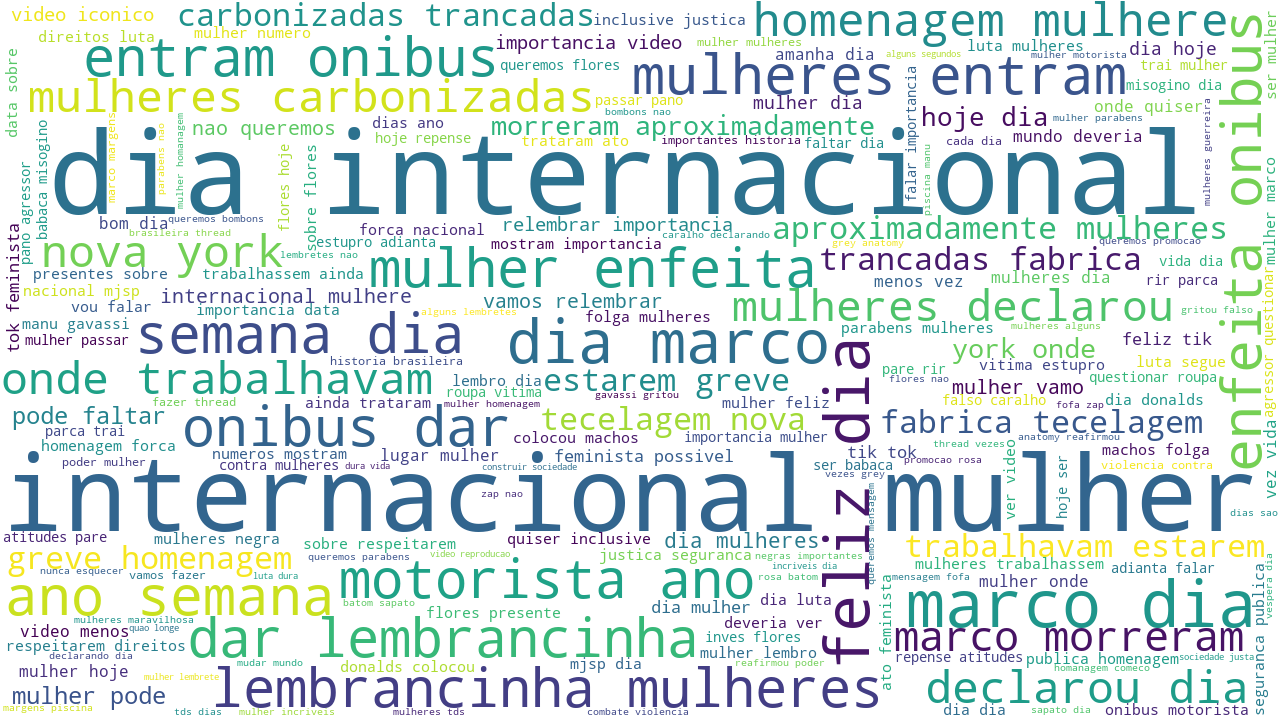 video iconico
carbonizadas trancadas
inclusive justica
homenagem mulhere
direitos luta
mulher numero
entram onibus
importancia video
mulher mulheres
queremos flores
amanha dia
alguns segundos
luta mulheres
mulher motorista
dia hoje
trai mulher
ser mulher
data sobre
mulheres entram
misogino dia
mulheres carbonizadas
passar pano
bombons nao
mulher dia
onde quiser
hoje dia
mulher parabens
nao queremos
dias ano
hoje repense
morreram aproximadamente
trataram ato
importantes historia
faltar dia
falar importancia
cada dia
mundo deveria
enfeita onibus
dia internacional
marco margens
parabens nao
mulher homenagem
babaca misogino
pano agressor
flores hoje
sobre flores
piscina manu
mulheres guerreira
mulher marco
bom dia
queremos bombons
brasileira thread
forca nacional
relembrar importancia
caralho declarando
aproximadamente mulheres
queremos promocao
tok feminista
nova york
lembretes nao
estupro adianta
mostram importancia
grey anatomy
presentes sobre
trabalhassem ainda
mulher enfeita
trancadas fabrica
vida dia
nacional mjsp
internacional mulhere
menos vez
mulheres dia
rir parca
vou falar
importancia data
alguns lembretes
vamos relembrar
folga mulheres
mulheres declarou
gritou falso
manu gavassi
mulher passar
semana dia
dia marco
parabens mulheres
mulheres alguns
feliz tik
agressor questionar
historia brasileira
york onde
vitima estupro
luta segue
onde trabalhavam
lembro dia
roupa vitima
estarem greve
gavassi gritou
pare rir
flores nao
questionar roupa
fazer thread
ainda trataram
mulher homenagem
mulher feliz
feliz dia
mulher vamo
falso caralho
fofa zap
dia donalds
pode faltar
parca trai
onibus dar
tecelagem nova
fabrica tecelagem
homenagem forca
colocou machos
importancia mulher
thread vezes
anatomy reafirmou
vez vida
numeros mostram
lugar mulher
feminista possivel
tik tok
machos folga
poder mulher
contra mulheres
dura vida
construir sociedade
ser babaca
promocao rosa
violencia contra
vezes grey
ver video
hoje ser
internacional mulher
zap nao
dias sao
atitudes pare
mulheres negra
sobre respeitarem
quiser inclusive
dia mulheres
queremos mensagem
trabalhavam estarem
greve homenagem
queremos parabens
video reproducao
justica seguranca
negras importantes
mulheres trabalhassem
adianta falar
nunca esquecer
vamos fazer
luta dura
motorista ano
rosa batom
incriveis dia
mensagem fofa
mulher onde
vespera dia
ano semana
batom sapato
dia luta
marco dia
mulheres maravilhosa
flores presente
dia mulher
deveria ver
ato feminista
video menos
quao longe
dar lembrancinha
inves flores
marco morreram
respeitarem direitos
mulher lembro
declarando dia
mudar mundo
donalds colocou
mjsp dia
reafirmou poder
repense atitudes
publica homenagem
sociedade justa
homanagem comeco
seguranca publica
mulher hoje
mulher lembrete
lembrancinha mulheres
declarou dia
mulher pode
margens piscina
tds dias
mulher incriveis
mulheres tds
combate violencia
dia dia
sapato dia
onibus motorista